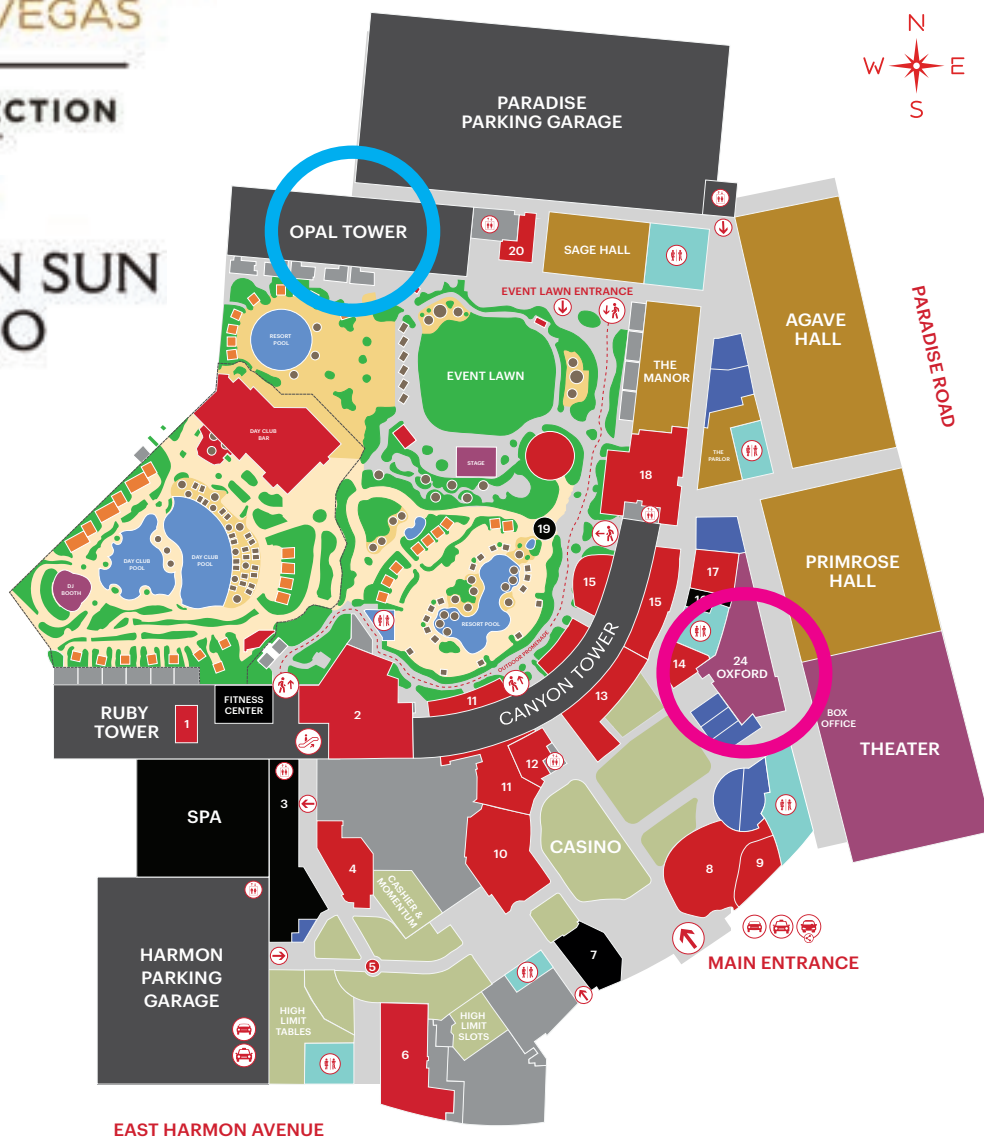 VEGAS
CTION
N SUN
O
N
W
E
S
PARADISE
PARKING GARAGE
OPAL TOWER
20
SAGE HALL
EVENT LAWN ENTRANCE
AGAVE
HALL
PARADISE ROAD
RESORT
POOL
EVENT LAWN
THE
MANOR
DAY CLUB
BAR
STAGE
THE
PARLOR
18
19
DAY CLUB
POOL
DAY CLUB
POOL
DJ
BOOTH
RESORT POOL
15
15
17
PRIMROSE
HALL
OUTDOOR PROMENADE
CANYON TOWER
14
24
OXFORD
13
BOX
OFFICE
THEATER
FITNESS
CENTER
RUBY
TOWER
1
2
11
12
11
SPA
3
4
10
CASINO
8
9
CASHIER &
MOMENTUM
7
MAIN ENTRANCE
HARMON
PARKING
GARAGE
5
HIGH
LIMIT
TABLES
HIGH
LIMIT
SLOTS
6
EAST HARMON AVENUE